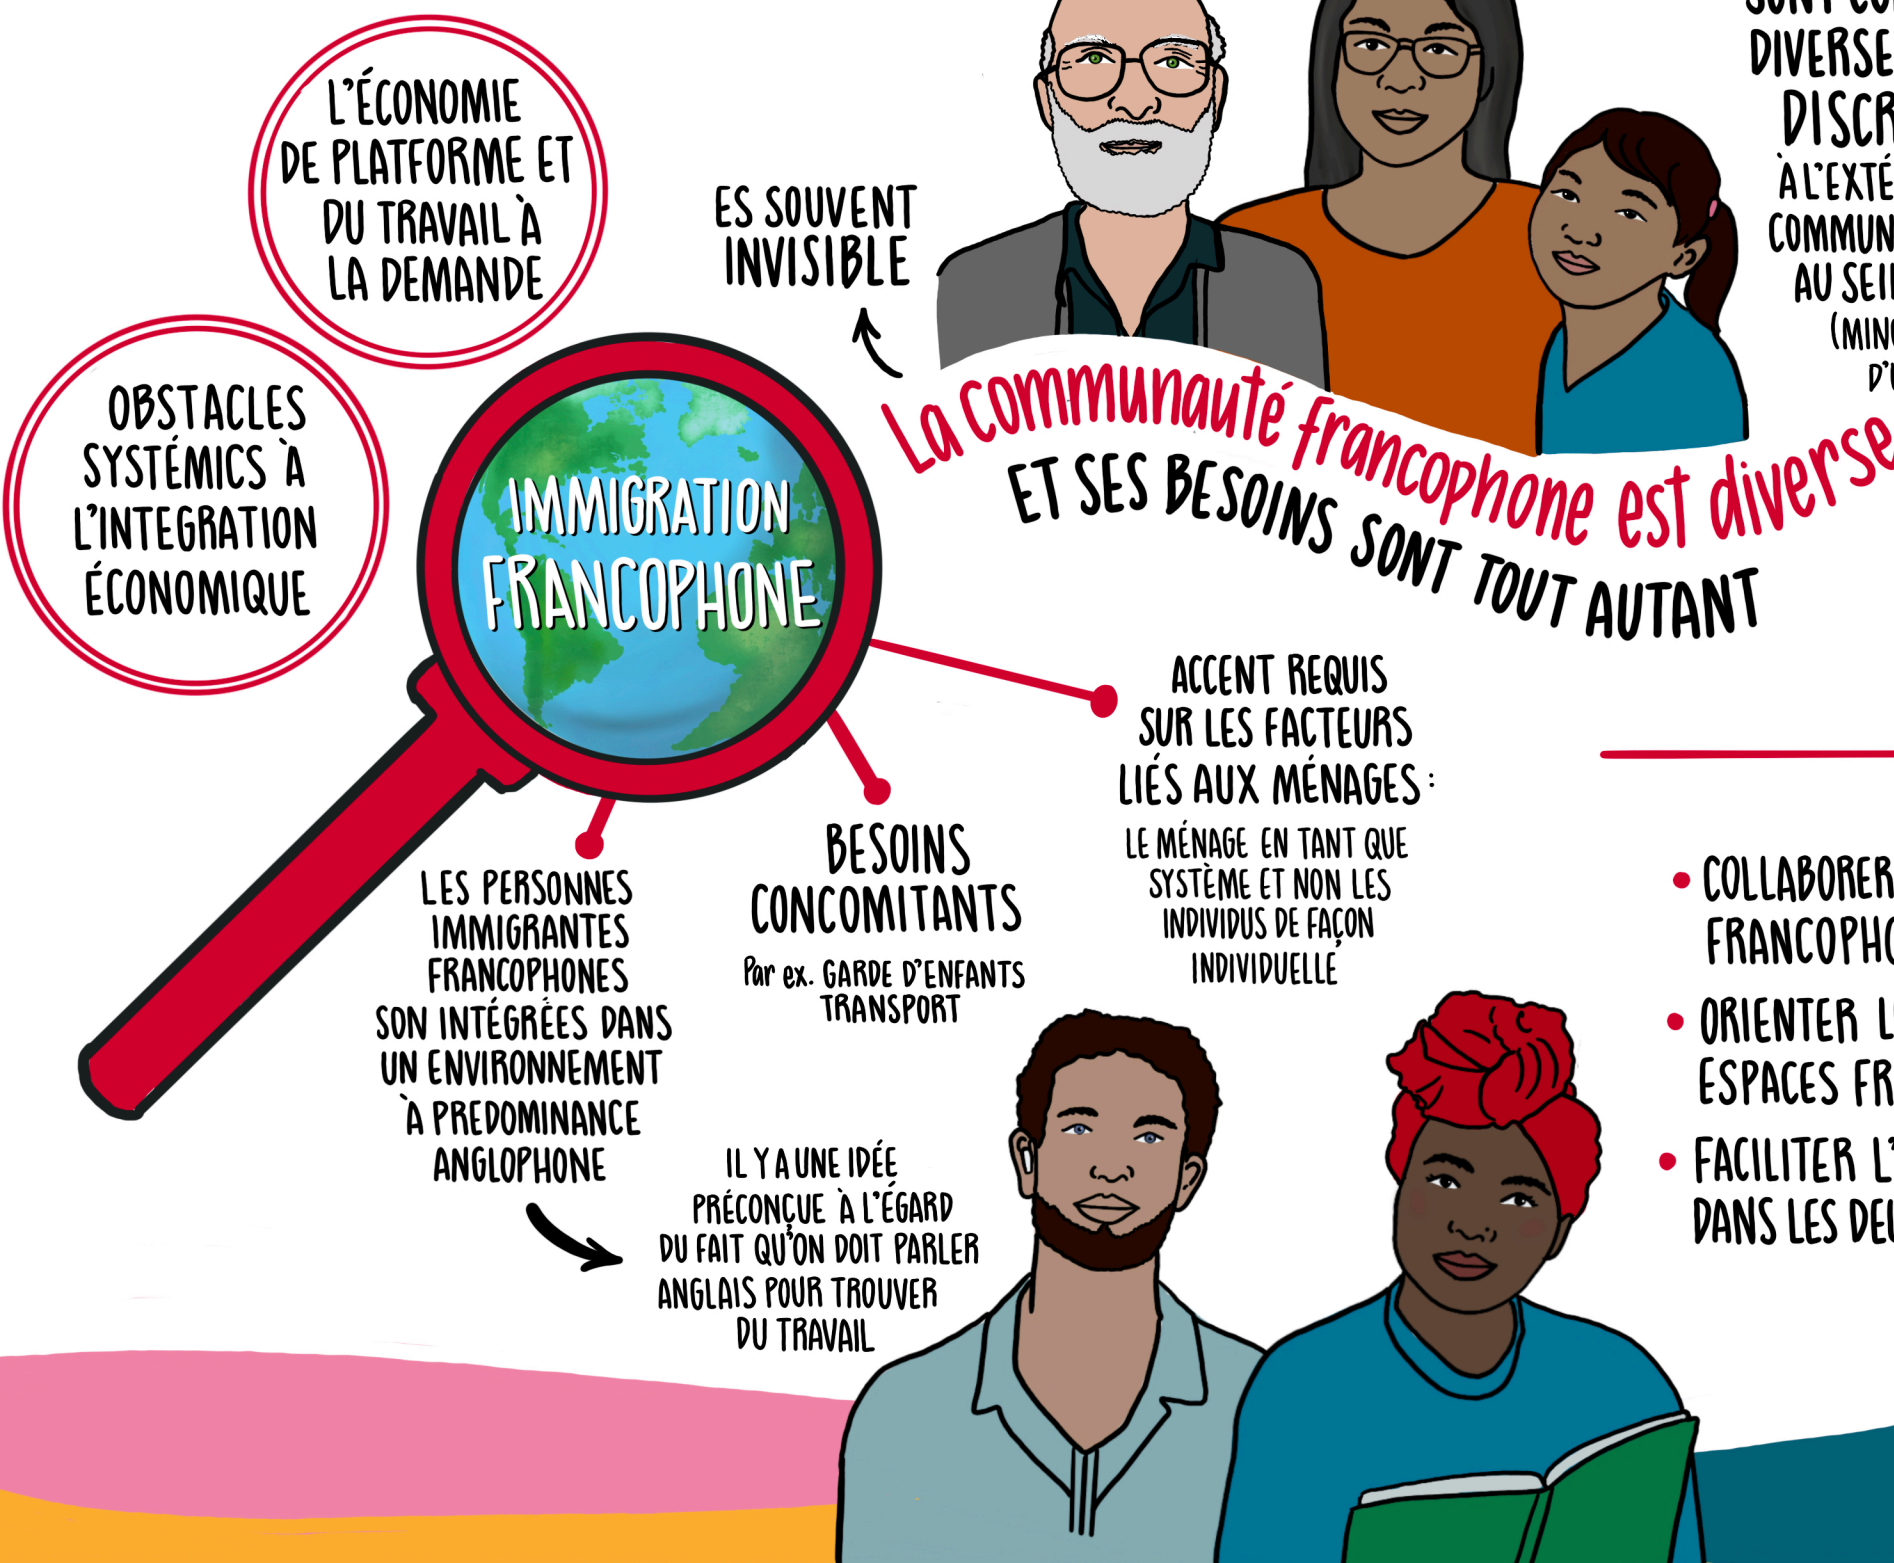 L'ÉCONOMIE
DE PLATFORME ET
DU TRAVAIL À
LA DEMANDE
OBSTACLES
SYSTÉMICS À
L'INTEGRATION
ÉCONOMIQUE
IMMIGRATION
FRANCOPHONE
ES SOUVENT
INVISIBLE
La communauté francophone est diverse
ET SES BESOINS SONT TOUT AUTANT
DIVERSE
DISCR
À L'EXTÉ
COMMUN
AU SEI
(MIN
D'
ACCENT REQUIS
SUR LES FACTEURS
LIÉS AUX MÉNAGES :
LE MÉNAGE EN TANT QUE
SYSTÈME ET NON LES
INDIVIDUS DE FAÇON
INDIVIDUELLE
BESOINS
CONCOMITANTS
Par ex. GARDE D'ENFANTS
TRANSPORT
LES PERSONNES
IMMIGRANTES
FRANCOPHONES
SON INTÉGRÉES DANS
UN ENVIRONNEMENT
À PREDOMINANCE
ANGLOPHONE
IL Y A UNE IDÉE
PRÉCONÇUE À L'ÉGARD
DU FAIT QU'ON DOIT PARLER
ANGLAIS POUR TROUVER
DU TRAVAIL
• COLLABORER
FRANCOPHO
• ORIENTER L
ESPACES FR
• FACILITER L'
DANS LES DEU